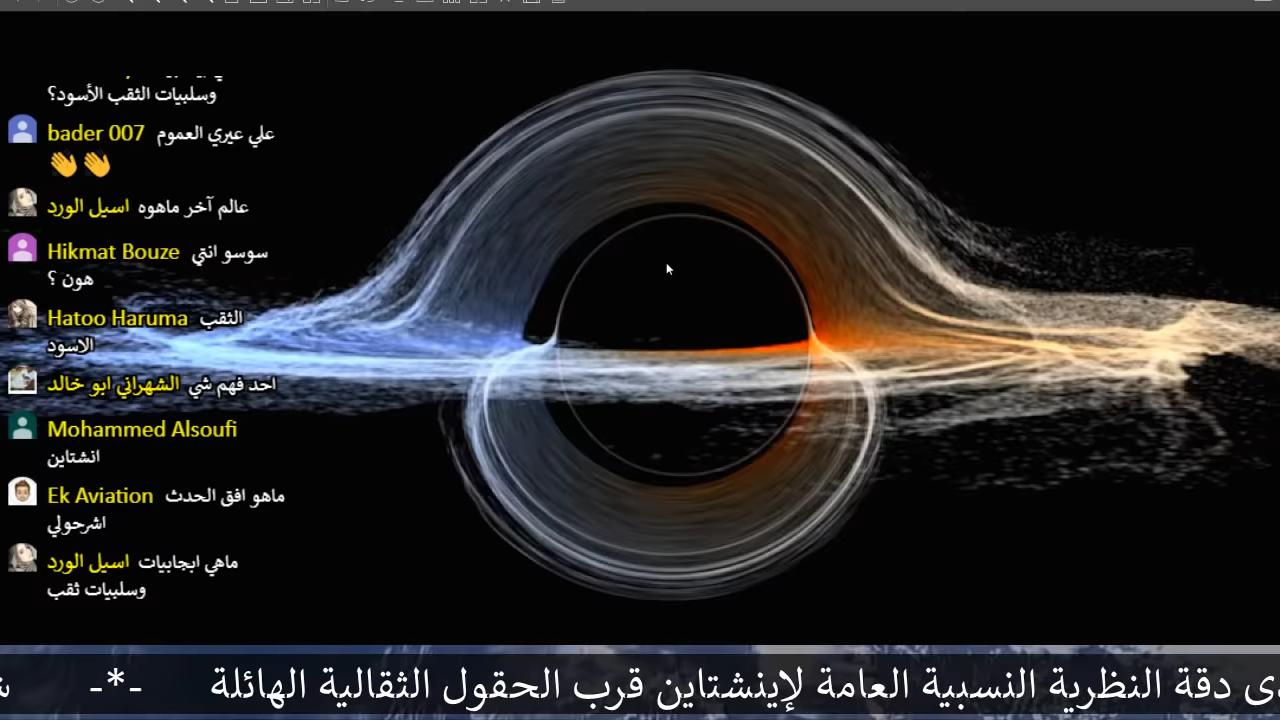 وسلبيات الثقب الأسود؟
bader 007 علي عيري العموم
👋👋
اسيل الورد عالم آخر ماهوه
Hikmat Bouze سوسو انتي
هون ؟
Hatoo Haruma الثقب
الاسود
الشهراني ابو خالد احد فهم شي
Mohammed Alsoufi
انشتاين
Ek Aviation ماهو افق الحدث
اشرحولي
اسيل الورد ماهي ابجابيات
وسلبيات ثقب
دقة النظرية النسبية العامة لإينشتاين قرب الحقول الثقالية الهائلة -*-